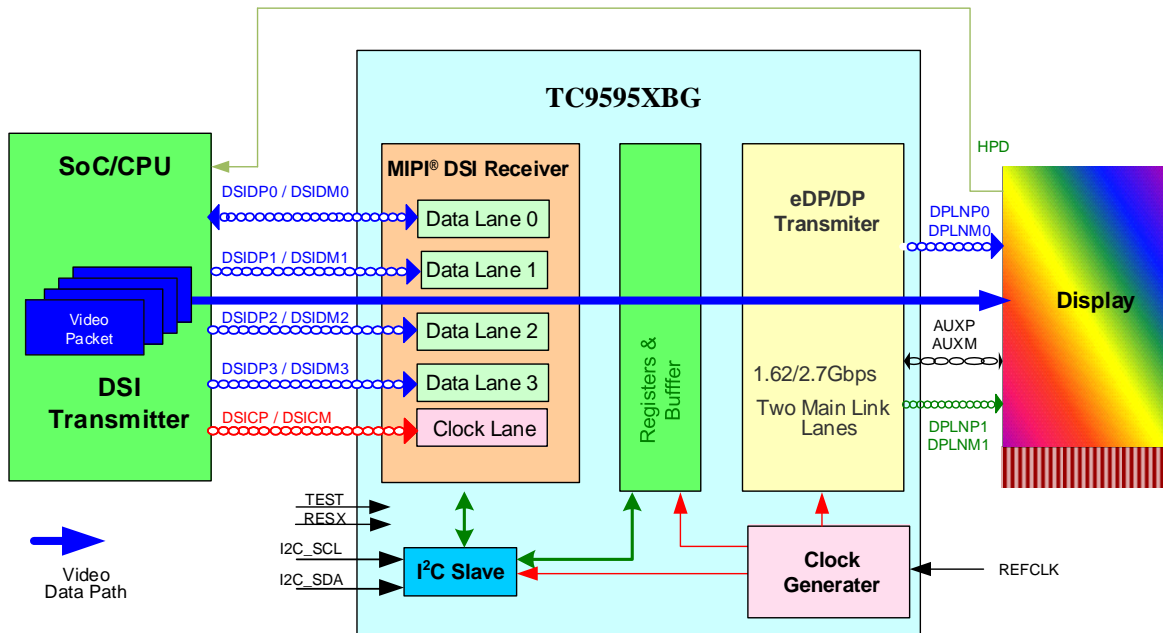 TC9595XBG
SoC/CPU
DSI
Transmitter
Video
Packet
DSIDP0 / DSIDM0
DSIDP1 / DSIDM1
DSIDP2 / DSIDM2
DSIDP3 / DSIDM3
DSICP / DSICM
MIPI® DSI Receiver
Data Lane 0
Data Lane 1
Data Lane 2
Data Lane 3
Clock Lane
Registers &
Bufffer
eDP/DP
Transmiter
1.62/2.7Gbps
Two Main Link
Lanes
HPD
DPLNP0
DPLNM0
Display
AUXP
AUXM
DPLNP1
DPLNM1
TEST
RESX
I2C_SCL
I2C_SDA
I²C Slave
Clock
Generater
REFCLK
Video
Data Path